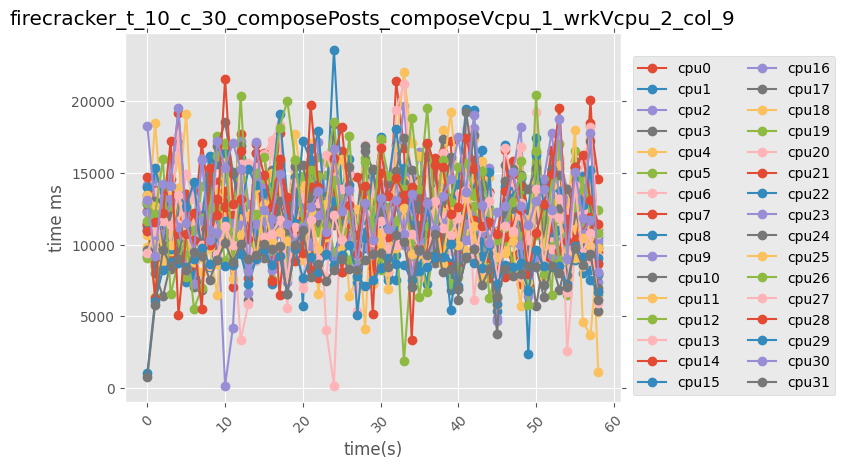 firecracker_t_10_c_30_composePosts_composeVcpu_1_wrkVcpu_2_col_9
time ms
20000
15000
10000
5000
0
0 10 20 30 40 50 60
time(s)
cpu0 cpu16
cpu1 cpu17
cpu2 cpu18
cpu3 cpu19
cpu4 cpu20
cpu5 cpu21
cpu6 cpu22
cpu7 cpu23
cpu8 cpu24
cpu9 cpu25
cpu10 cpu26
cpu11 cpu27
cpu12 cpu28
cpu13 cpu29
cpu14 cpu30
cpu15 cpu31